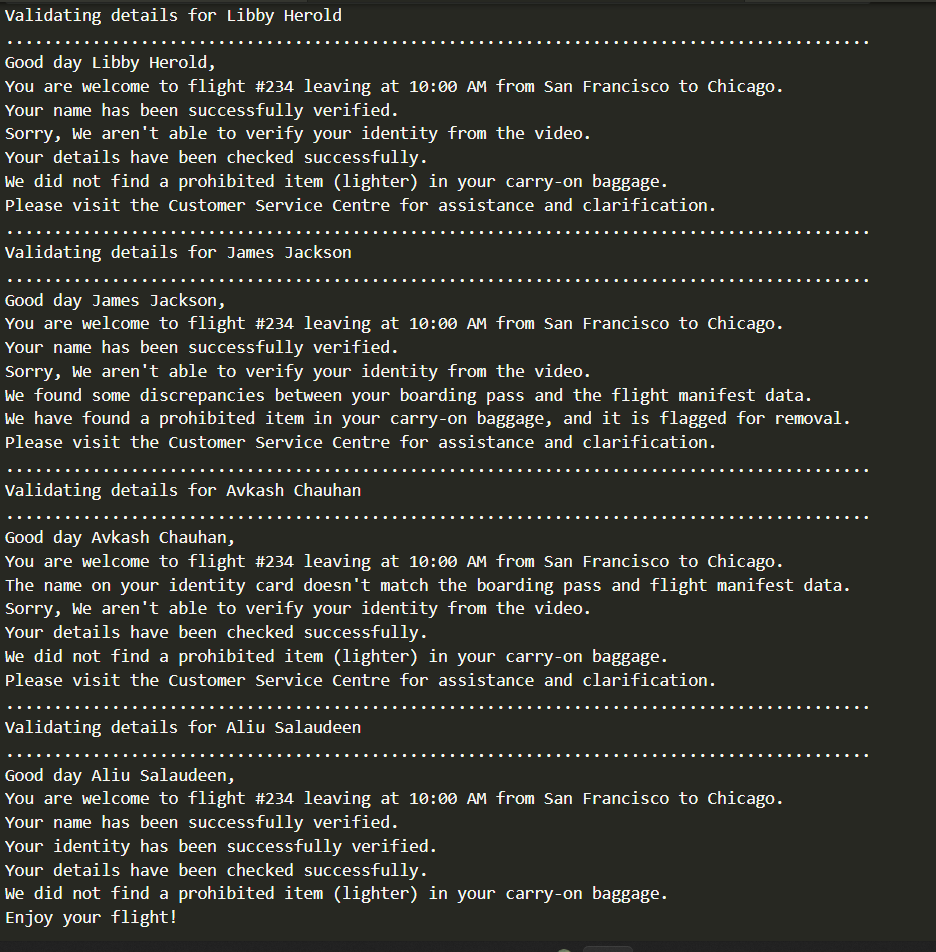 Validating details for Libby Herold
..........................................................................................
Good day Libby Herold,
You are welcome to flight #234 leaving at 10:00 AM from San Francisco to Chicago.
Your name has been successfully verified.
Sorry, We aren't able to verify your identity from the video.
Your details have been checked successfully.
We did not find a prohibited item (lighter) in your carry-on baggage.
Please visit the Customer Service Centre for assistance and clarification.
..........................................................................................
Validating details for James Jackson
..........................................................................................
Good day James Jackson,
You are welcome to flight #234 leaving at 10:00 AM from San Francisco to Chicago.
Your name has been successfully verified.
Sorry, We aren't able to verify your identity from the video.
We found some discrepancies between your boarding pass and the flight manifest data.
We have found a prohibited item in your carry-on baggage, and it is flagged for removal.
Please visit the Customer Service Centre for assistance and clarification.
..........................................................................................
Validating details for Avkash Chauhan
..........................................................................................
Good day Avkash Chauhan,
You are welcome to flight #234 leaving at 10:00 AM from San Francisco to Chicago.
The name on your identity card doesn't match the boarding pass and flight manifest data.
Sorry, We aren't able to verify your identity from the video.
Your details have been checked successfully.
We did not find a prohibited item (lighter) in your carry-on baggage.
Please visit the Customer Service Centre for assistance and clarification.
..........................................................................................
Validating details for Aliu Salaudeen
..........................................................................................
Good day Aliu Salaudeen,
You are welcome to flight #234 leaving at 10:00 AM from San Francisco to Chicago.
Your name has been successfully verified.
Your identity has been successfully verified.
Your details have been checked successfully.
We did not find a prohibited item (lighter) in your carry-on baggage.
Enjoy your flight!